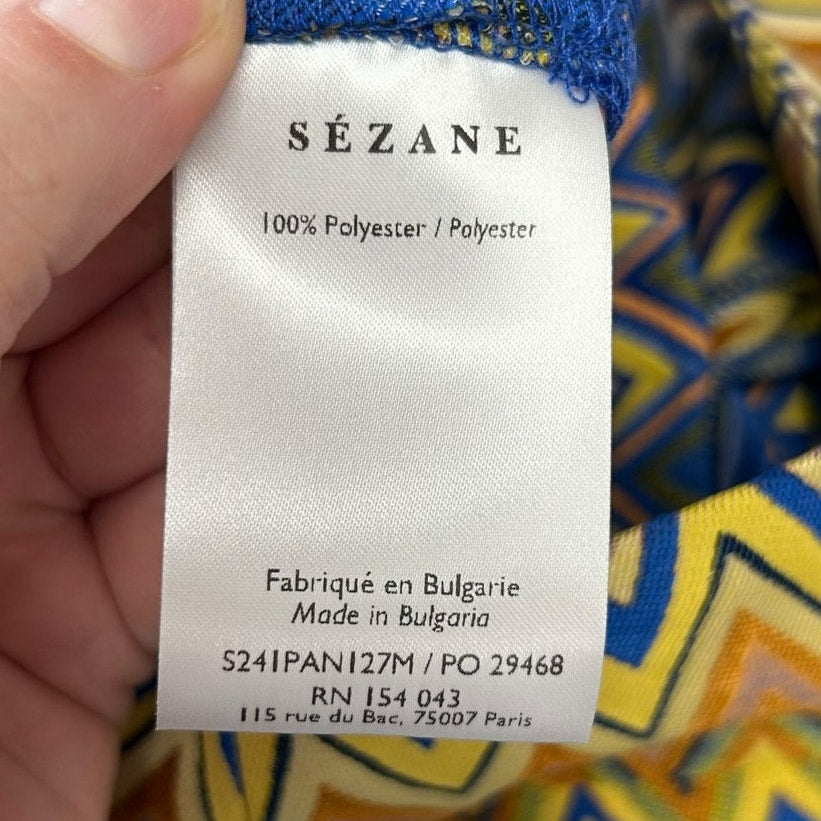 SÉZANE
100% Polyester / Polyester
Fabriqué en Bulgarie
Made in Bulgaria
S241PAN127M / PO 29468
RN 154 043
115 rue du Bac, 75007 Paris